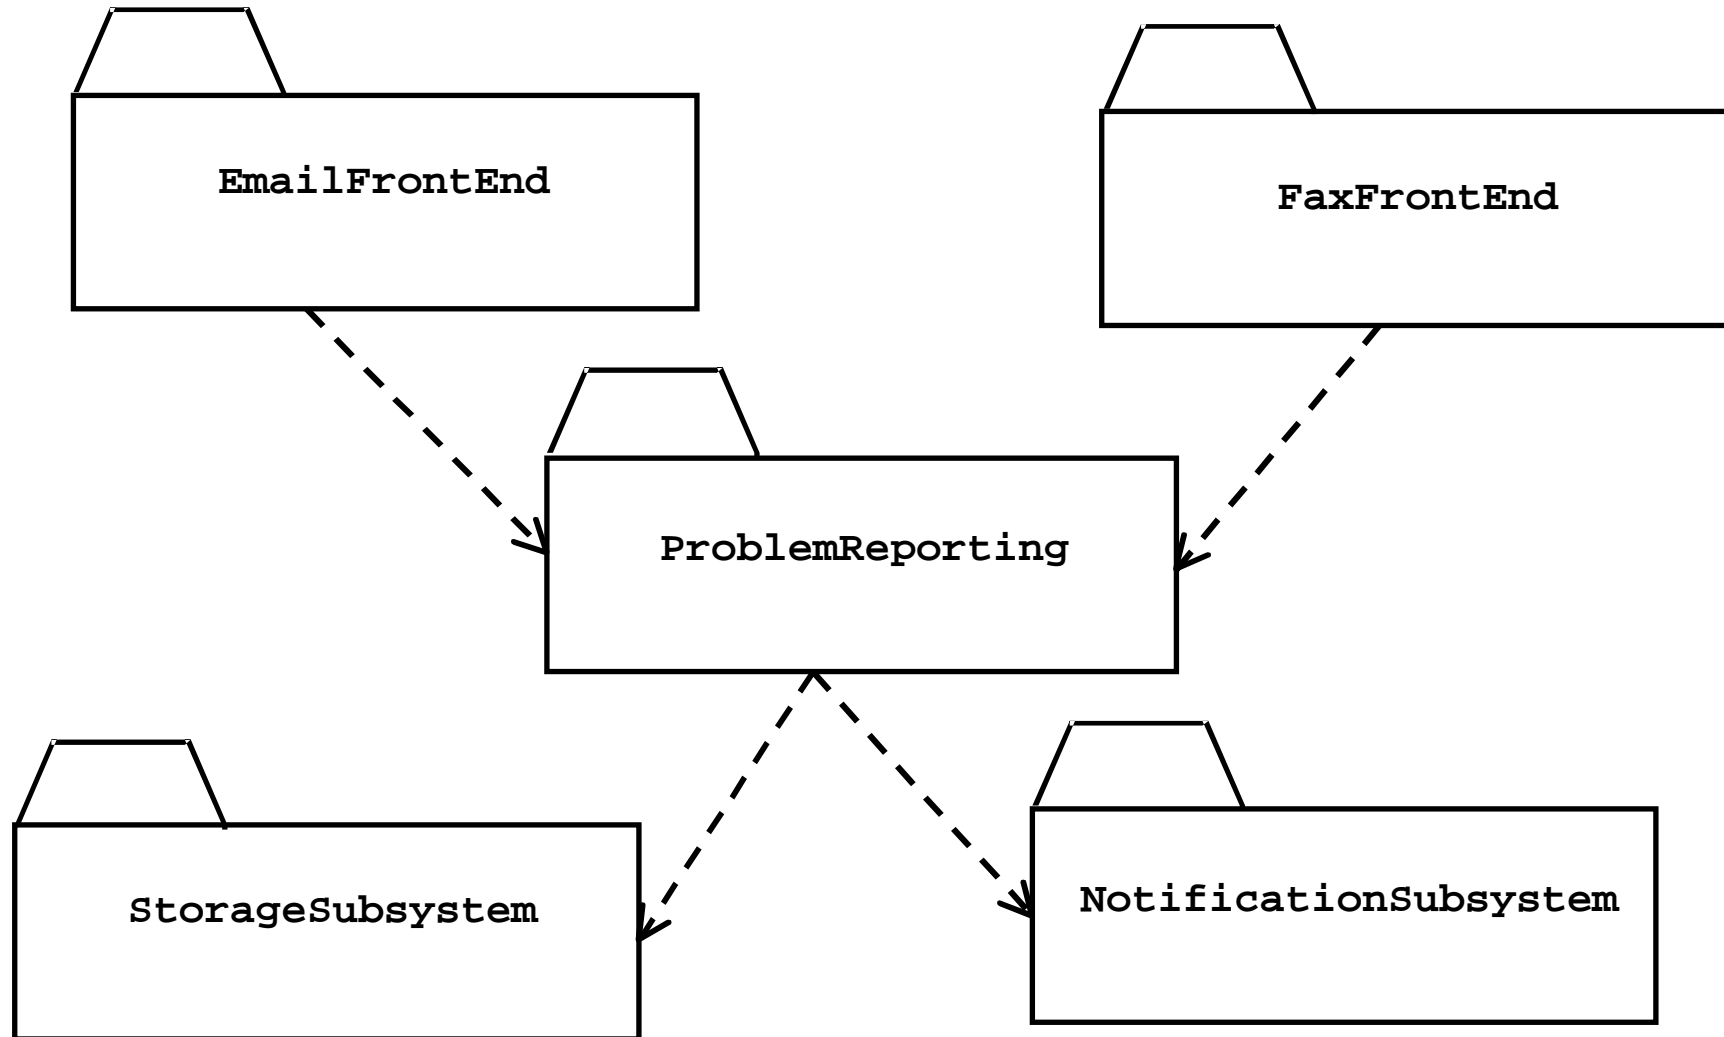 EmailFrontEnd
FaxFrontEnd
ProblemReporting
StorageSubsystem
NotificationSubsystem